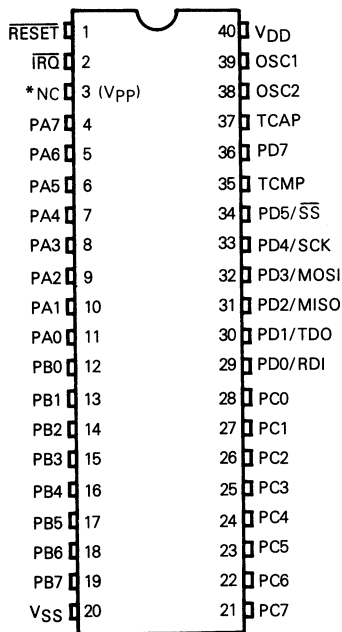 RESET 1 40 VDD
IRQ 2 39 OSC1
*NC 3 (VPP) 38 OSC2
PA7 4 37 TCAP
PA6 5 36 PD7
PA5 6 35 TCMP
PA4 7 34 PD5/SS
PA3 8 33 PD4/SCK
PA2 9 32 PD3/MOSI
PA1 10 31 PD2/MISO
PA0 11 30 PD1/TDO
PB0 12 29 PD0/RDI
PB1 13 28 PC0
PB2 14 27 PC1
PB3 15 26 PC2
PB4 16 25 PC3
PB5 17 24 PC4
PB6 18 23 PC5
PB7 19 22 PC6
VSS 20 21 PC7